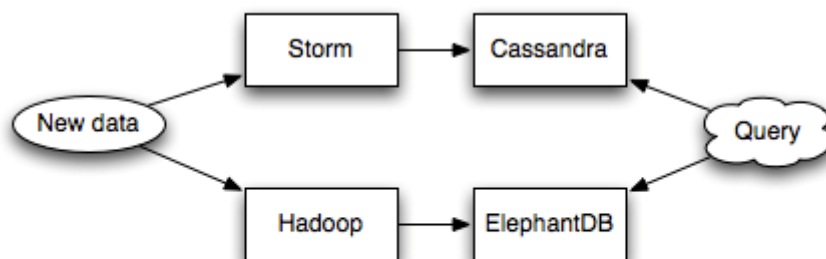 Storm
Cassandra
New data
Query
Hadoop
ElephantDB